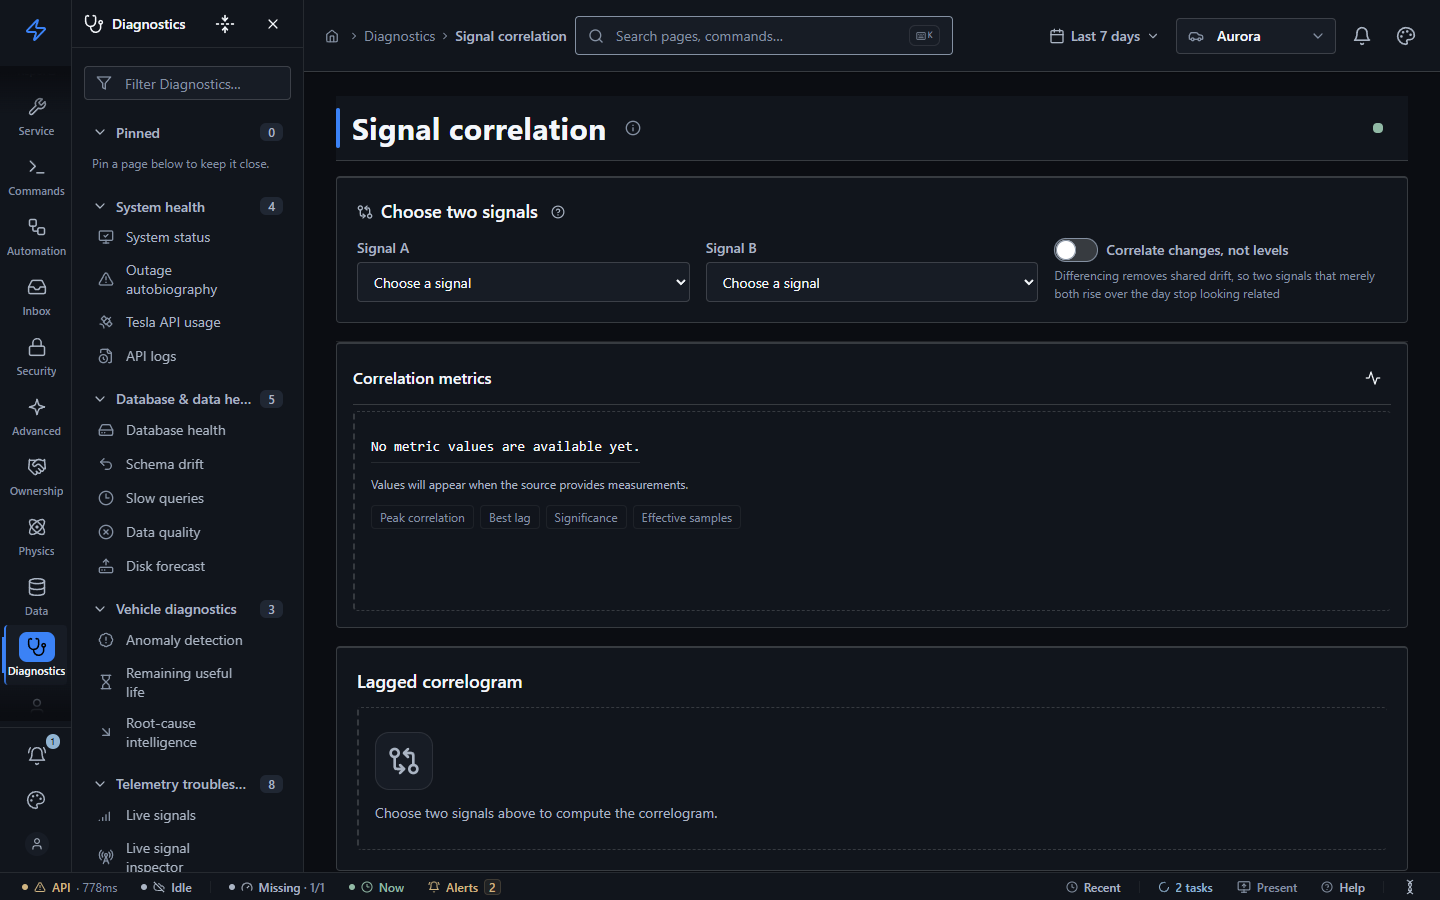 Diagnostics
Diagnostics
Signal correlation
Search pages, commands...
K
Last 7 days
Aurora
Service
Commands
Automation
Inbox
Security
Advanced
Ownership
Physics
Data
Diagnostics
1
Filter Diagnostics...
Pinned
0
Pin a page below to keep it close.
System health
4
System status
Outage
autobiography
Tesla API usage
API logs
Database & data he...
5
Database health
Schema drift
Slow queries
Data quality
Disk forecast
Vehicle diagnostics
3
Anomaly detection
Remaining useful
life
Root-cause
intelligence
Telemetry troubles...
8
Live signals
Live signal
inspector
Signal correlation
Choose two signals
Signal A
Choose a signal
Signal B
Choose a signal
Correlate changes, not levels
Differencing removes shared drift, so two signals that merely
both rise over the day stop looking related
Correlation metrics
No metric values are available yet.
Values will appear when the source provides measurements.
Peak correlation
Best lag
Significance
Effective samples
Lagged correlogram
Choose two signals above to compute the correlogram.
API · 778ms
Idle
Missing · 1/1
Now
Alerts 2
Recent
2 tasks
Present
Help